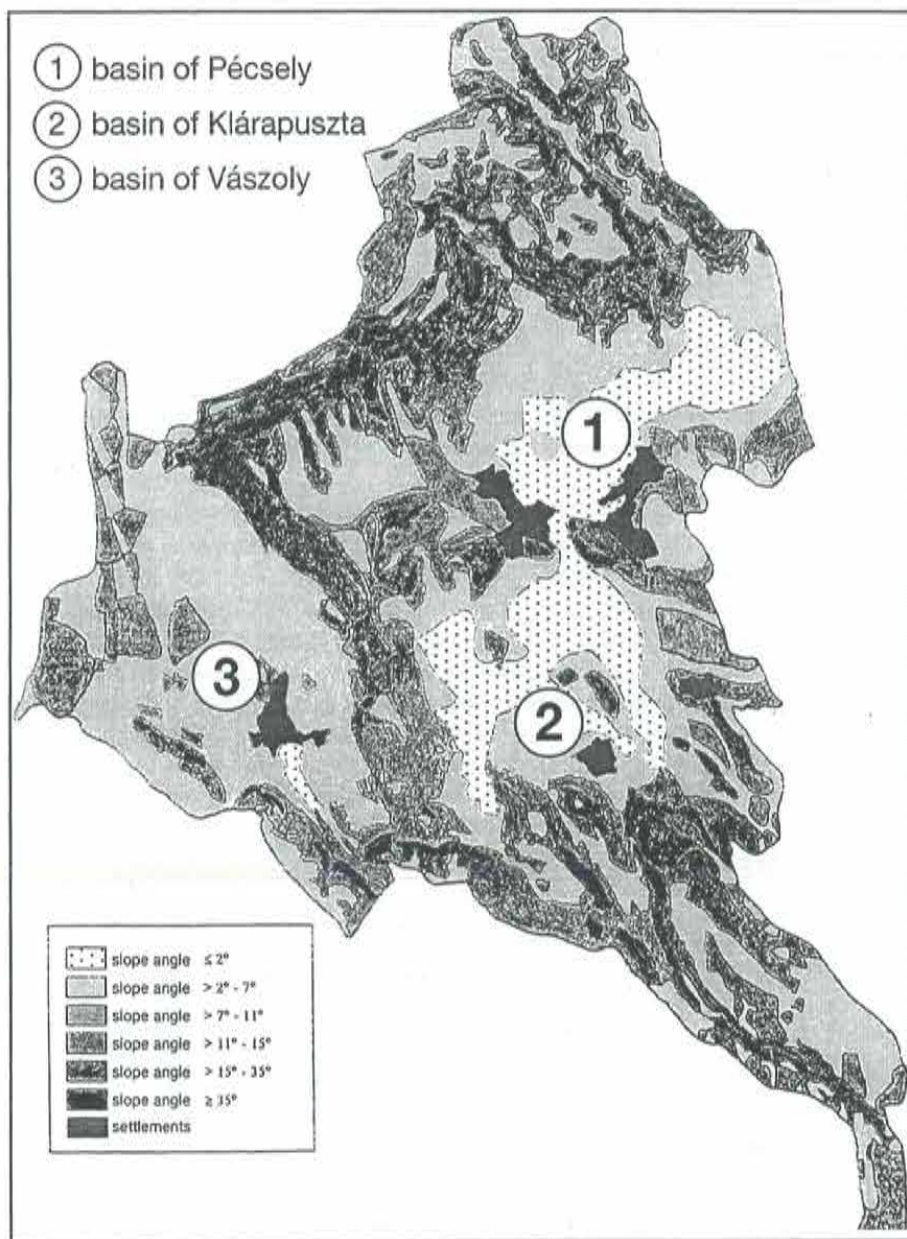 1 basin of Pécsely
2 basin of Klárapuszta
3 basin of Vászoly
1
3
2
slope angle ≤ 2°
slope angle > 2° - 7°
slope angle > 7° - 11°
slope angle > 11° - 15°
slope angle > 15° - 35°
slope angle ≥ 35°
settlements